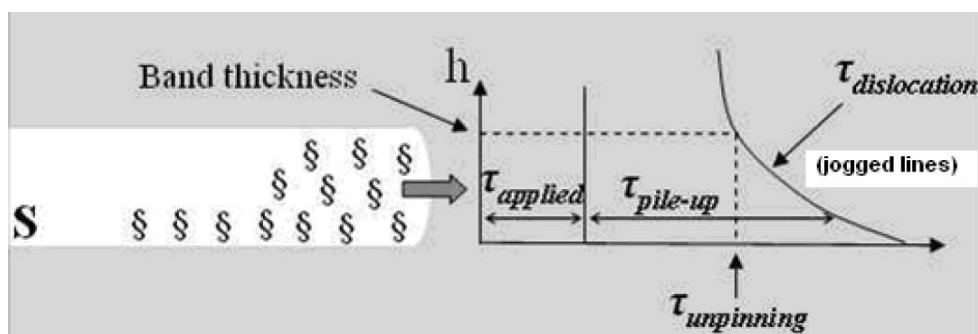 Band thickness
h
τdislocation
(jogged lines)
τapplied
τpile-up
§ § §
§ § §
S § § § § § § §
τunpinning